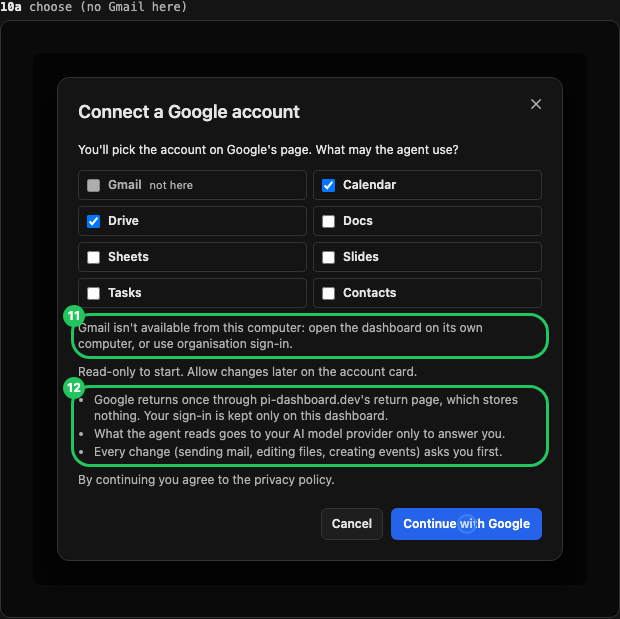 10a choose (no Gmail here)
Connect a Google account
You'll pick the account on Google's page. What may the agent use?
Gmail not here
Calendar
Drive
Docs
Sheets
Slides
Tasks
Contacts
11
Gmail isn't available from this computer: open the dashboard on its own
computer, or use organisation sign-in.
Read-only to start. Allow changes later on the account card.
12
• Google returns once through pi-dashboard.dev's return page, which stores
nothing. Your sign-in is kept only on this dashboard.
• What the agent reads goes to your AI model provider only to answer you.
• Every change (sending mail, editing files, creating events) asks you first.
By continuing you agree to the privacy policy.
Cancel
Continue with Google